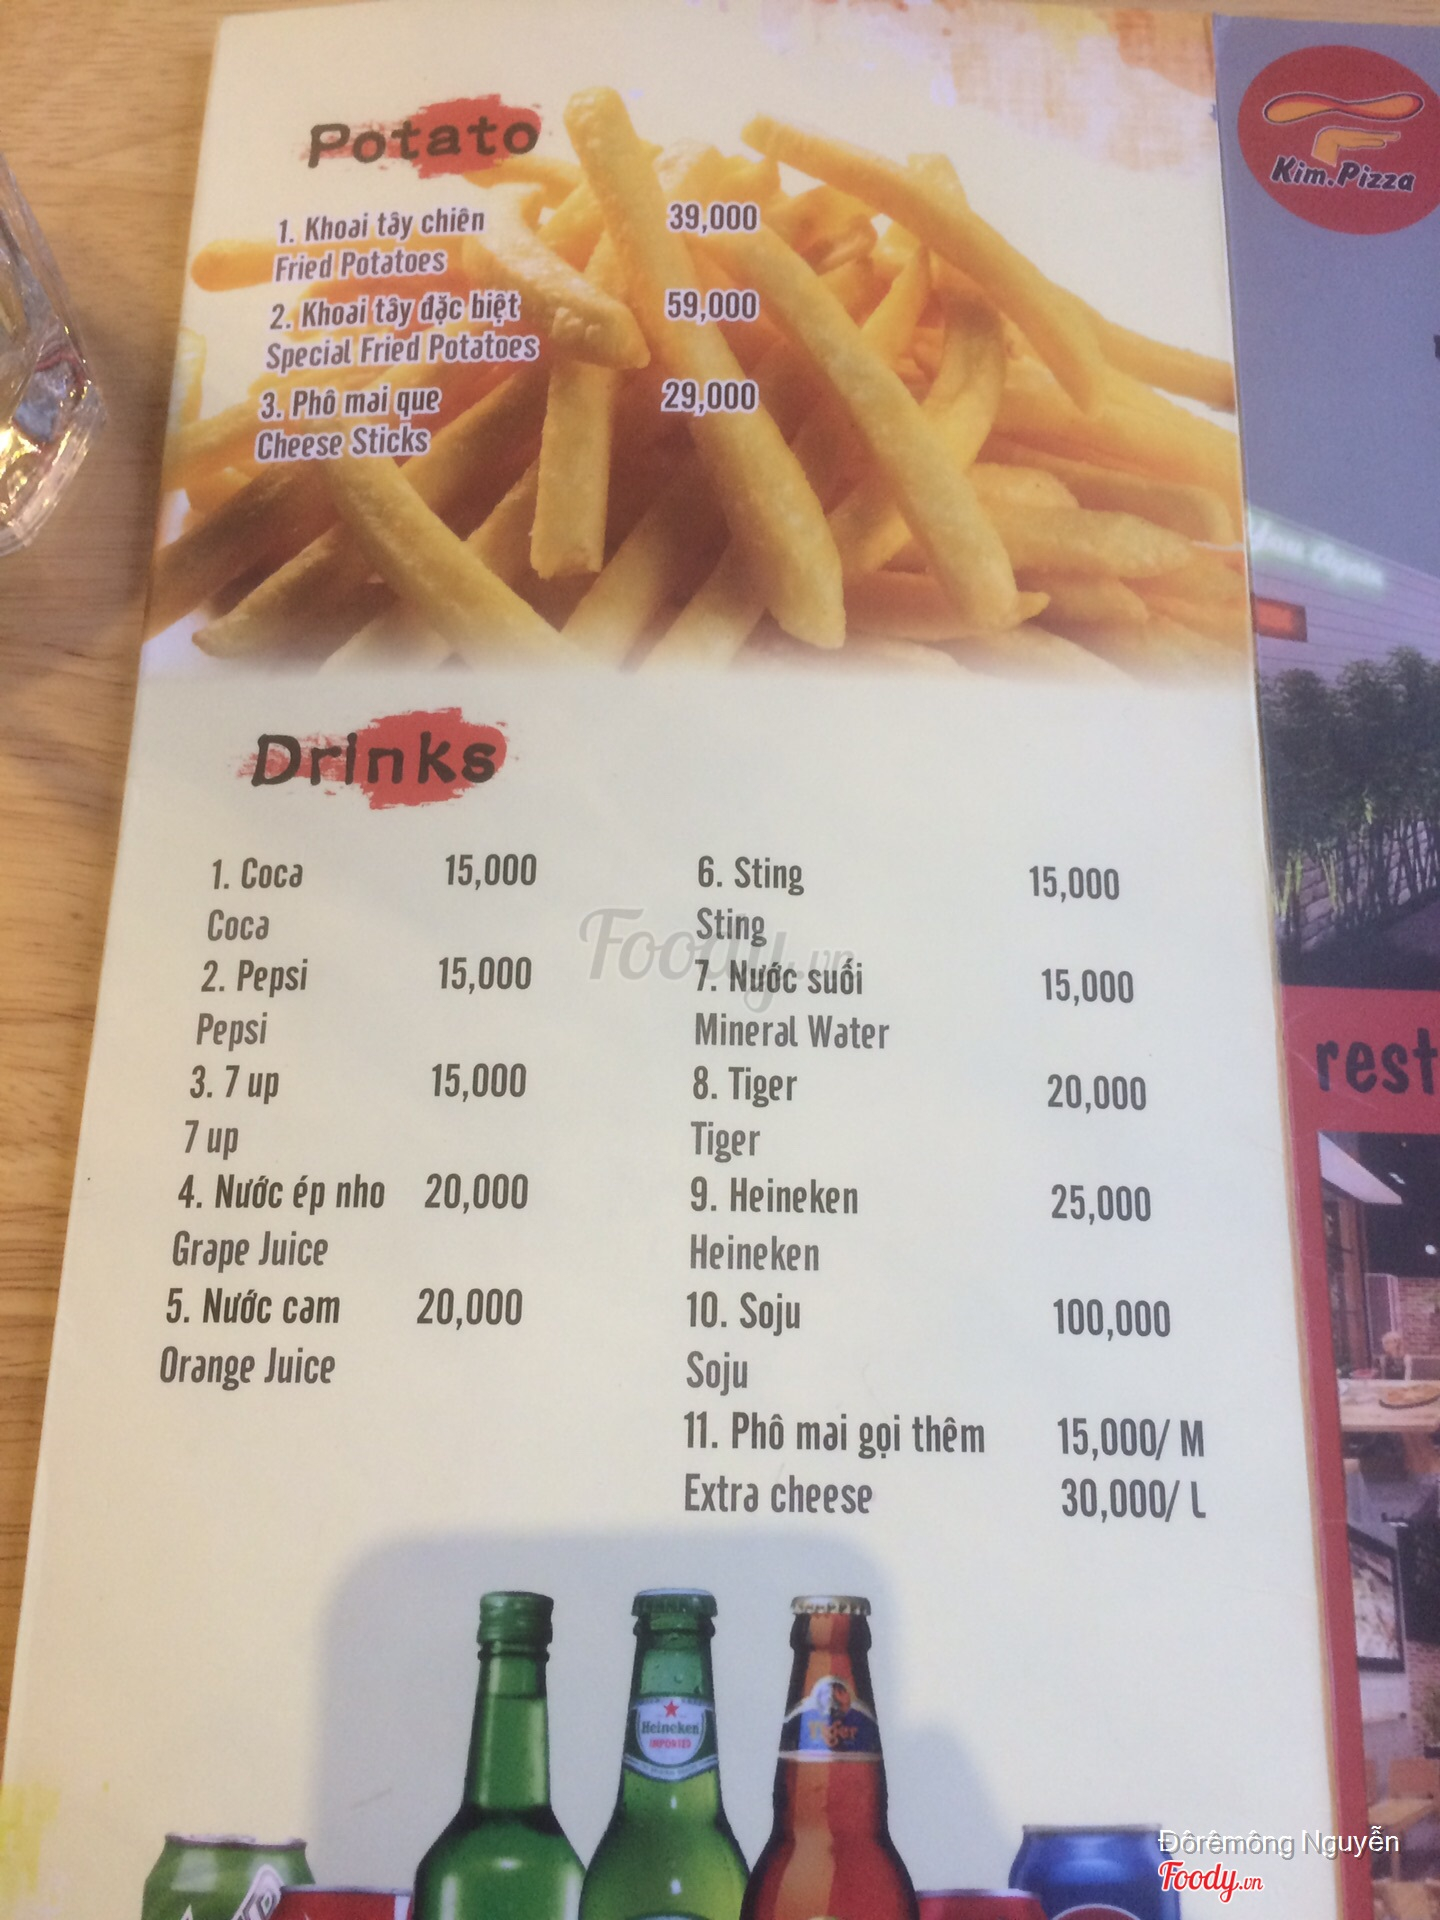 Potato
1. Khoai tây chiên 39,000
Fried Potatoes
2. Khoai tây đặc biệt 59,000
Special Fried Potatoes
3. Phô mai que 29,000
Cheese Sticks
Drinks
1. Coca 15,000
Coca
2. Pepsi 15,000
Pepsi
3. 7 up 15,000
7 up
4. Nước ép nho 20,000
Grape Juice
5. Nước cam 20,000
Orange Juice
6. Sting 15,000
Sting
7. Nước suối 15,000
Mineral Water
8. Tiger 20,000
Tiger
9. Heineken 25,000
Heineken
10. Soju 100,000
Soju
11. Phô mai gọi thêm 15,000/ M
Extra cheese 30,000/ L
Foody.vn
Heineken
IMPORTED
Tiger
Kim.Pizza
You Again
rest
Đôrêmông Nguyễn
Foody.vn